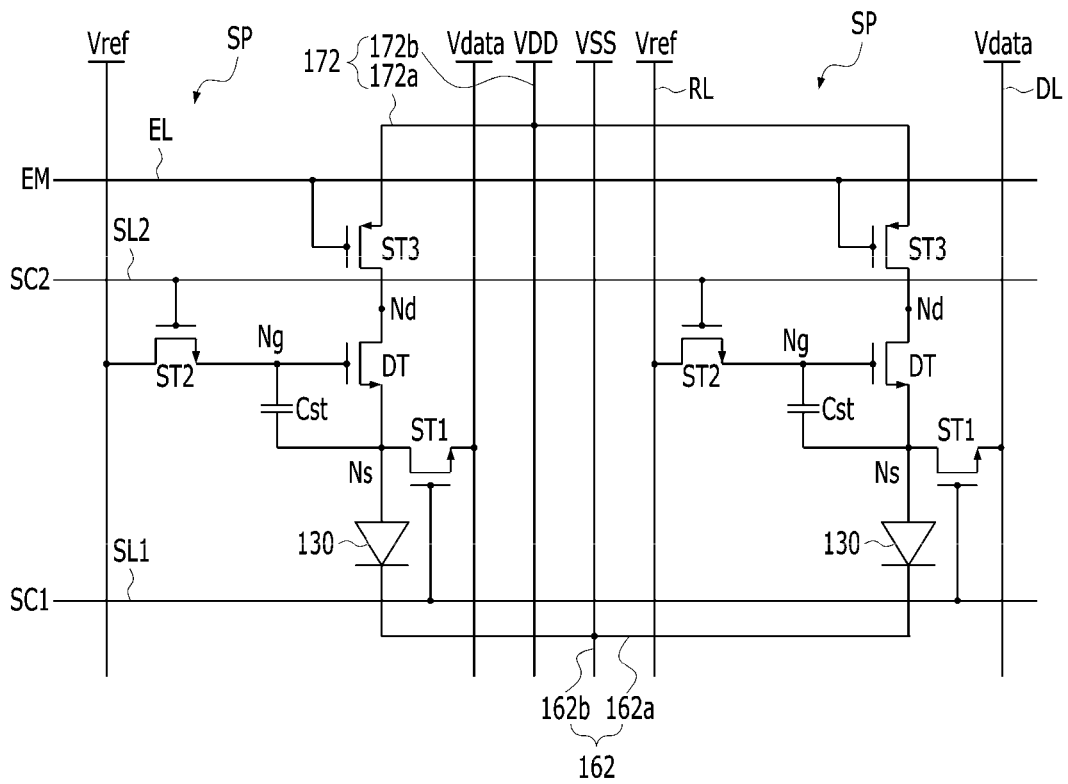 Vref
SP
172
172b
172a
Vdata
VDD
VSS
Vref
SP
Vdata
RL
DL
EL
EM
SL2
ST3
ST3
SC2
Nd
Nd
Ng
Ng
ST2
DT
ST2
DT
Cst
ST1
Cst
ST1
Ns
Ns
130
130
SL1
SC1
162b
162a
162